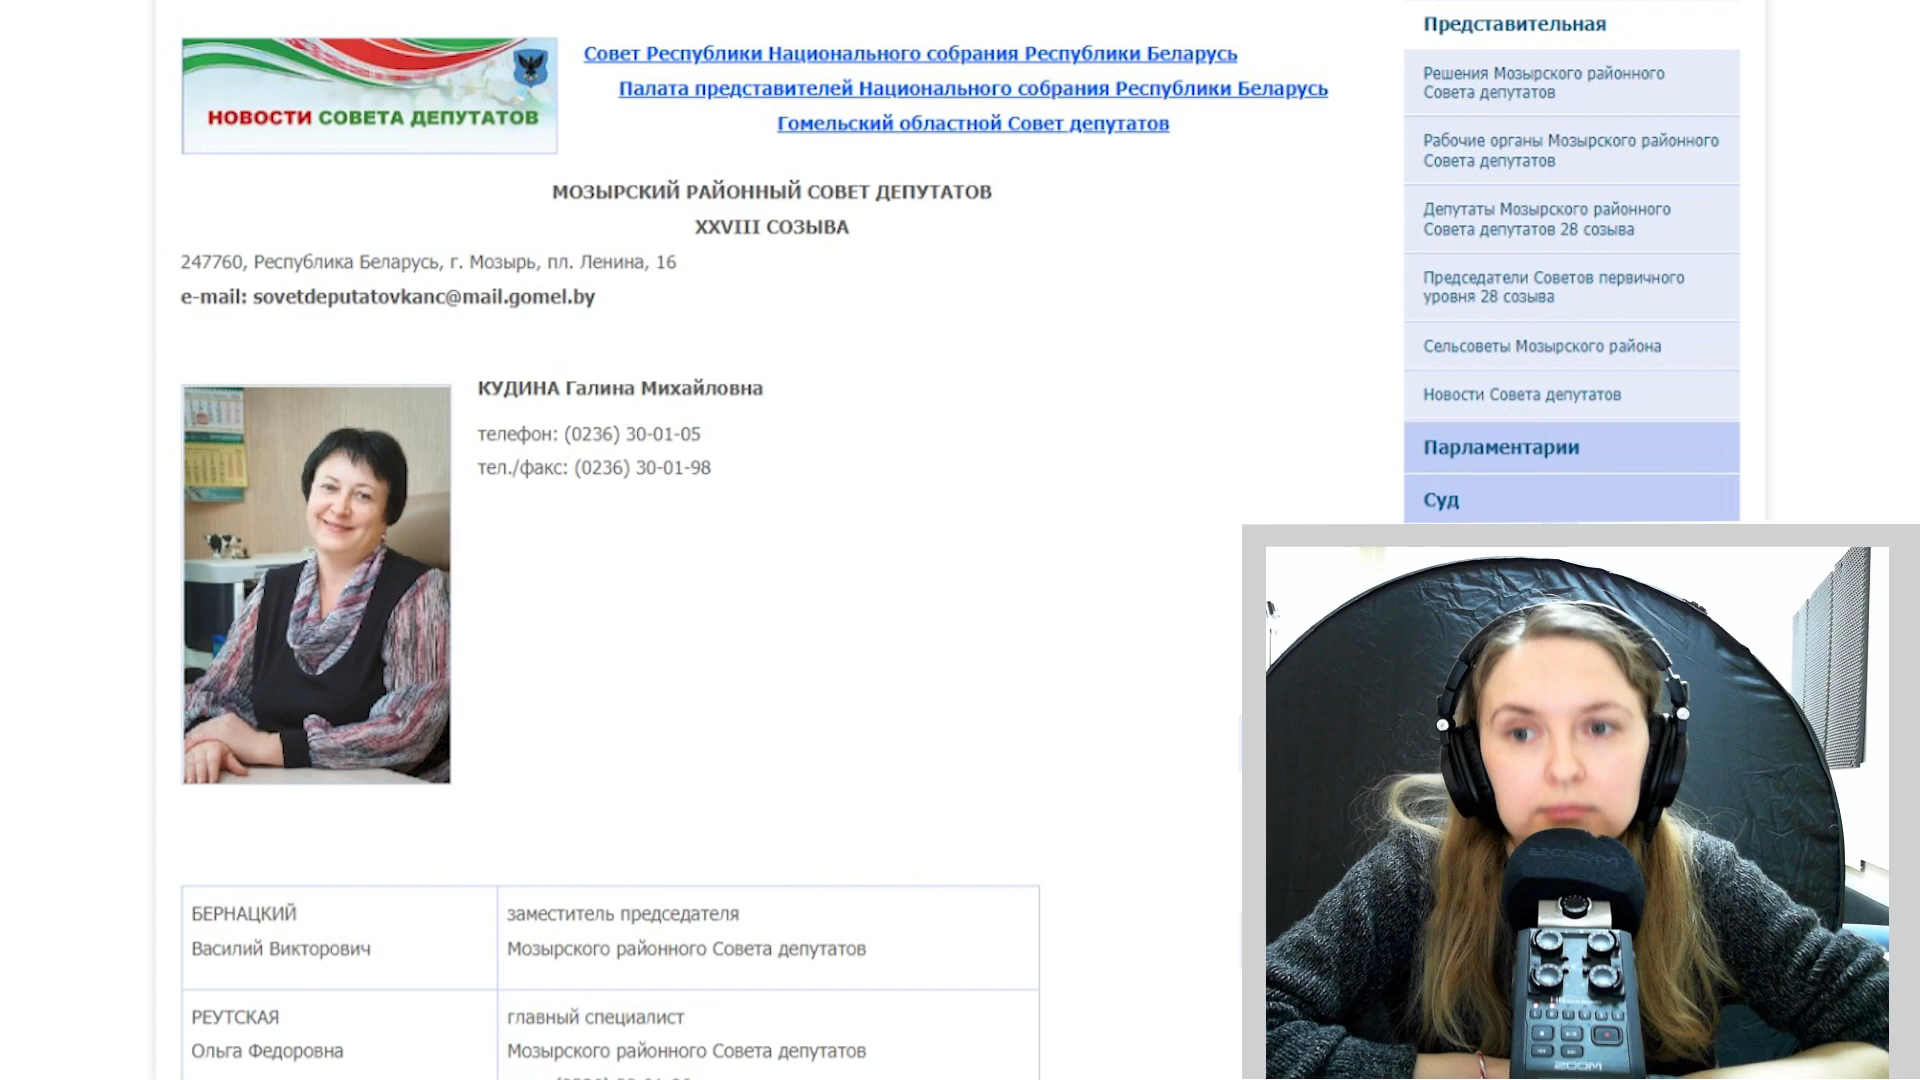 НОВОСТИ СОВЕТА ДЕПУТАТОВ
Совет Республики Национального собрания Республики Беларусь
Палата представителей Национального собрания Республики Беларусь
Гомельский областной Совет депутатов
МОЗЫРСКИЙ РАЙОННЫЙ СОВЕТ ДЕПУТАТОВ
XXVIII СОЗЫВА
247760, Республика Беларусь, г. Мозырь, пл. Ленина, 16
e-mail: sovetdeputatovkanc@mail.gomel.by
КУДИНА Галина Михайловна
телефон: (0236) 30-01-05
тел./факс: (0236) 30-01-98
БЕРНАЦКИЙ
Василий Викторович
заместитель председателя
Мозырского районного Совета депутатов
РЕУТСКАЯ
Ольга Федоровна
главный специалист
Мозырского районного Совета депутатов
Представительная
Решения Мозырского районного
Совета депутатов
Рабочие органы Мозырского районного
Совета депутатов
Депутаты Мозырского районного
Совета депутатов 28 созыва
Председатели Советов первичного
уровня 28 созыва
Сельсоветы Мозырского района
Новости Совета депутатов
Парламентарии
Суд
H6
ZOOM